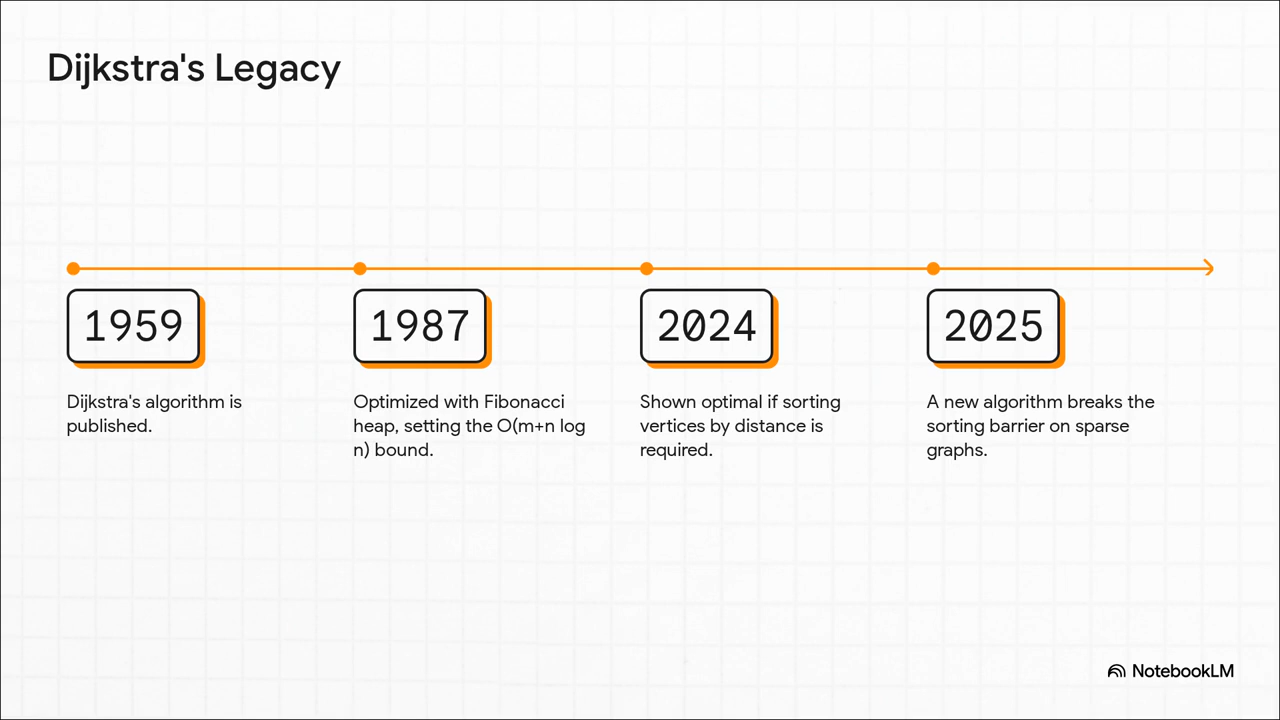 Dijkstra's Legacy
1959
Dijkstra's algorithm is
published.
1987
Optimized with Fibonacci
heap, setting the O(m+n log
n) bound.
2024
Shown optimal if sorting
vertices by distance is
required.
2025
A new algorithm breaks the
sorting barrier on sparse
graphs.
NotebookLM